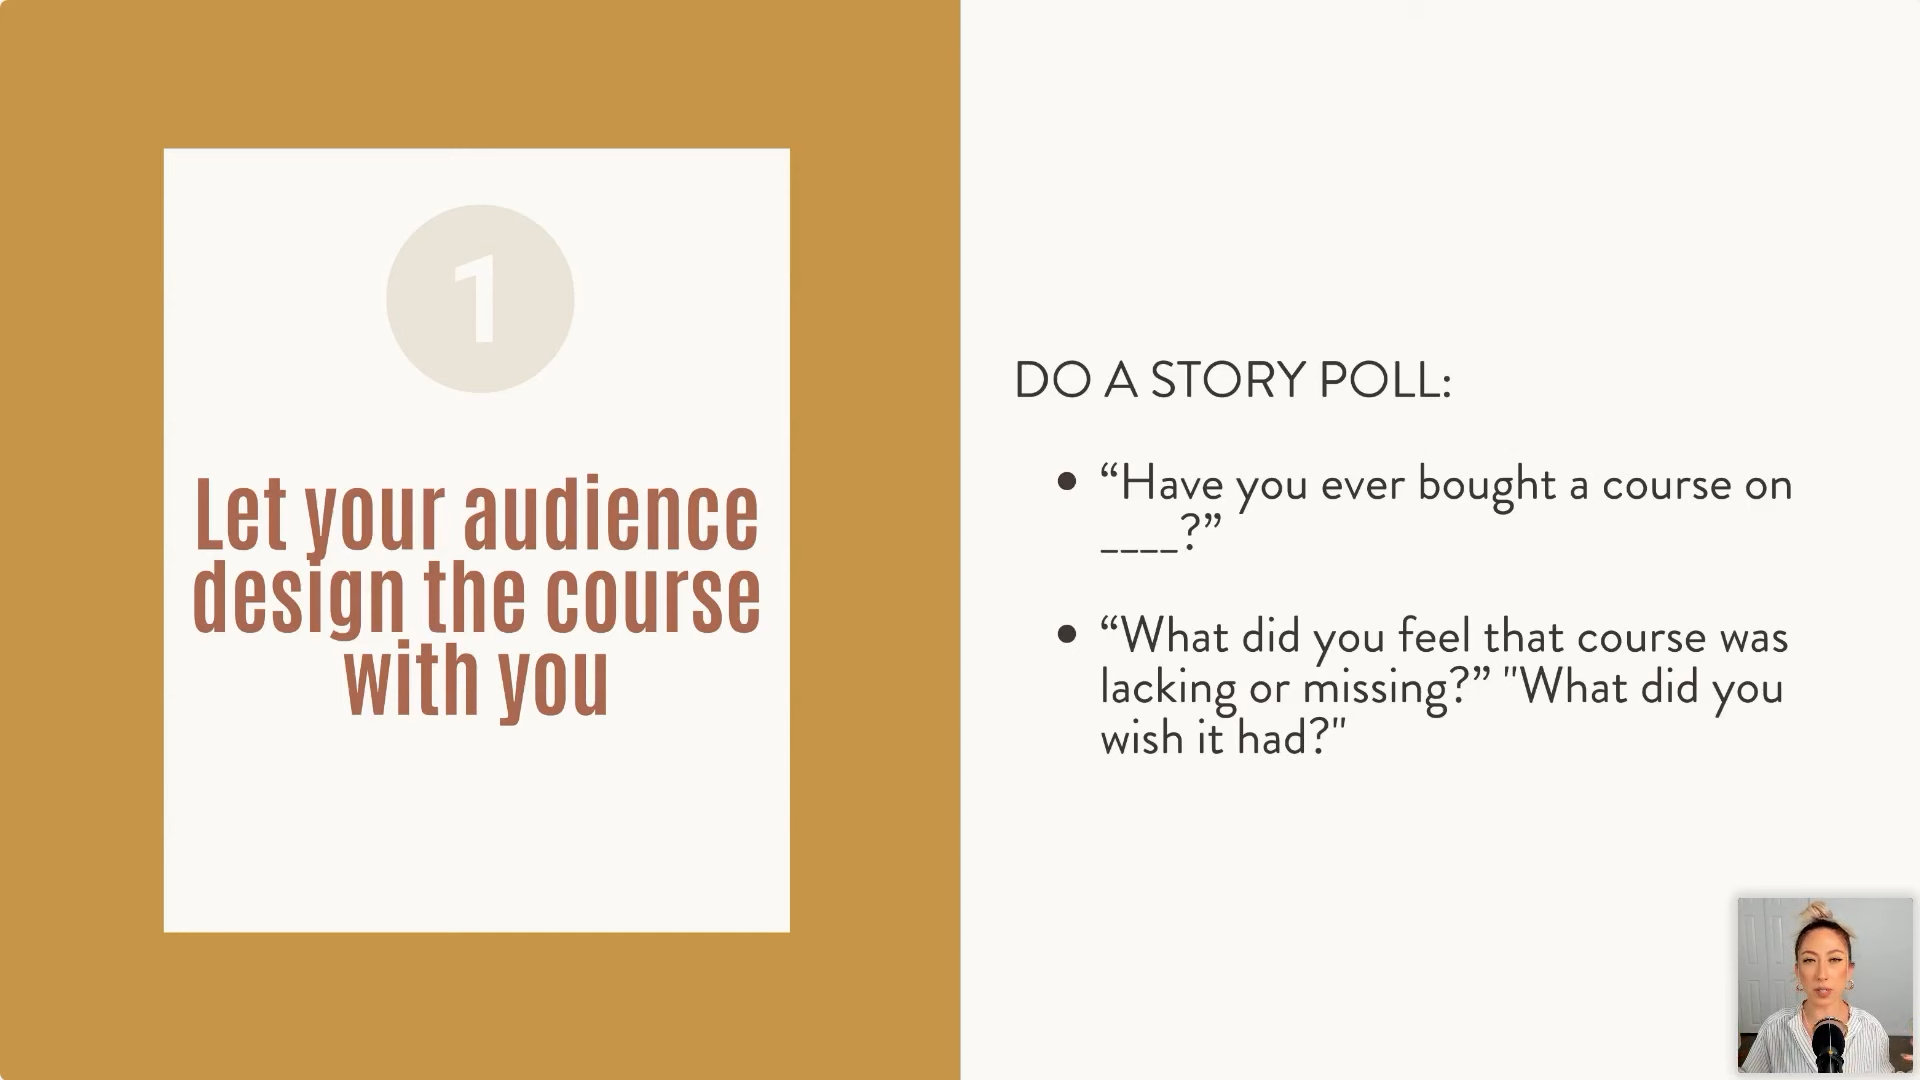 1
Let your audience
design the course
with you
DO A STORY POLL:
• “Have you ever bought a course on
____?”
• “What did you feel that course was
lacking or missing?” "What did you
wish it had?"